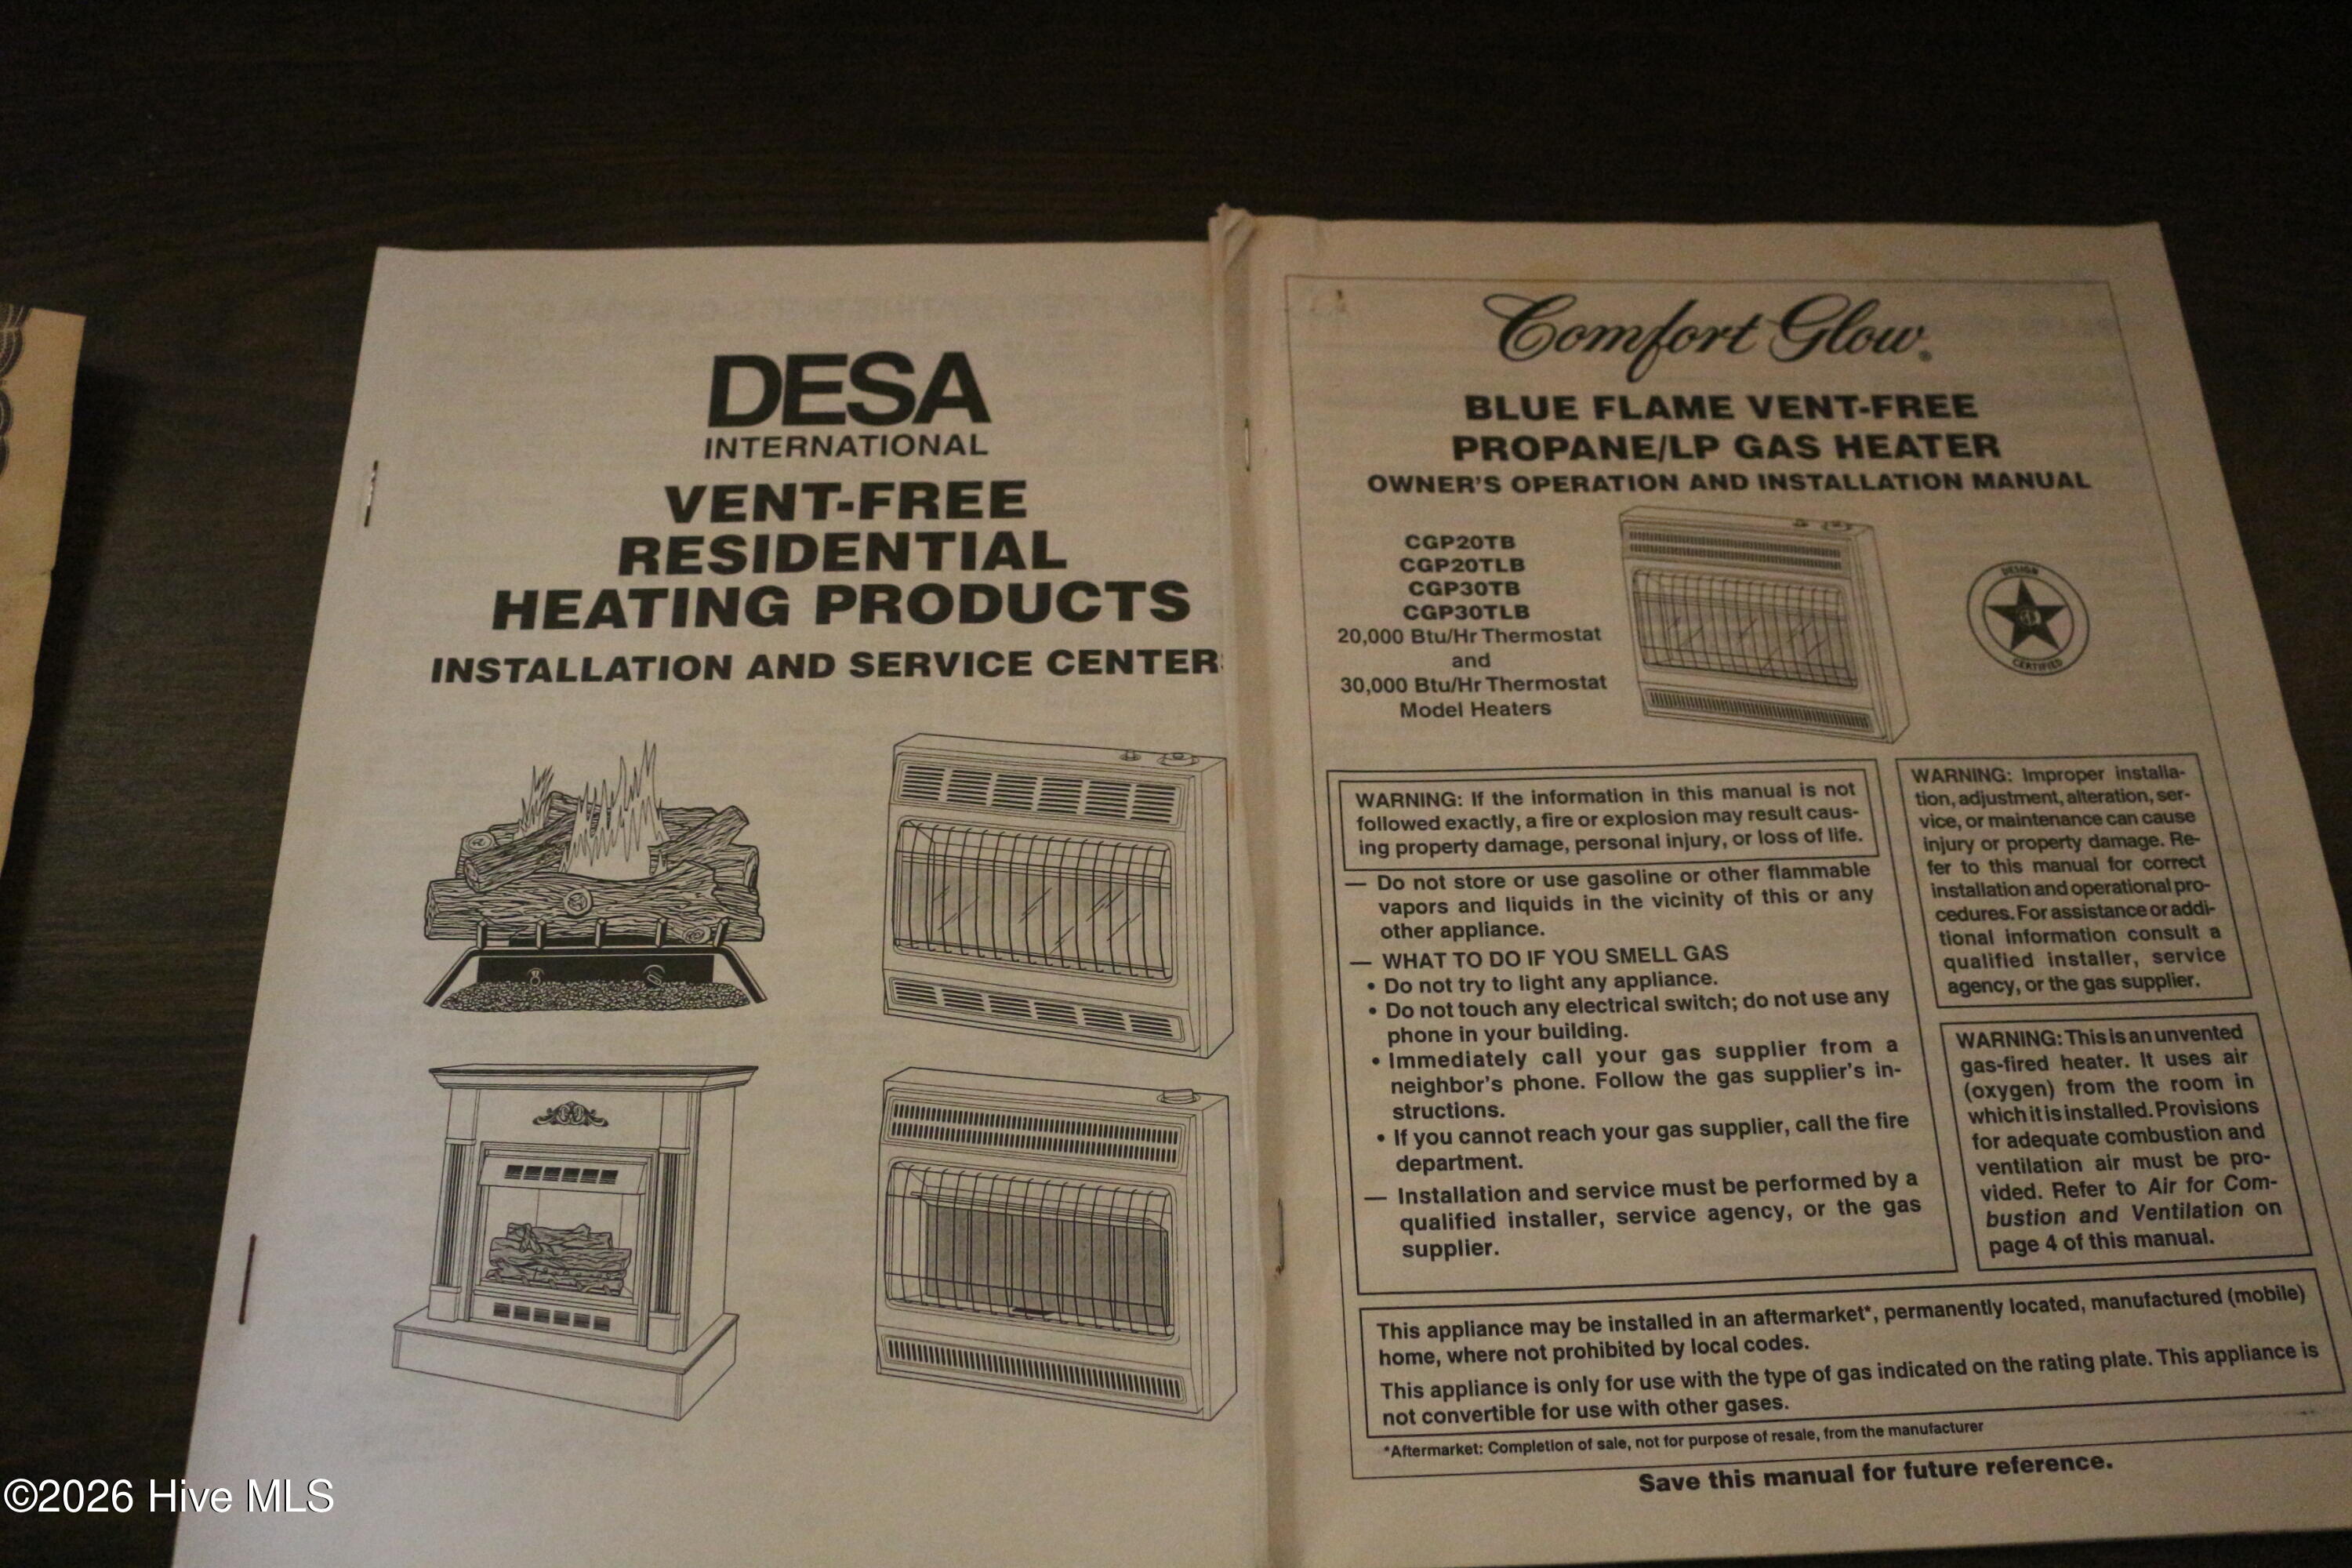 DESA
INTERNATIONAL
VENT-FREE
RESIDENTIAL
HEATING PRODUCTS
INSTALLATION AND SERVICE CENTER
Comfort Glow
BLUE FLAME VENT-FREE
PROPANE/LP GAS HEATER
OWNER'S OPERATION AND INSTALLATION MANUAL
CGP20TB
CGP20TLB
CGP30TB
CGP30TLB
20,000 Btu/Hr Thermostat
and
30,000 Btu/Hr Thermostat
Model Heaters
DESIGN
CERTIFIED
WARNING: If the information in this manual is not
followed exactly, a fire or explosion may result caus-
ing property damage, personal injury, or loss of life.
— Do not store or use gasoline or other flammable
vapors and liquids in the vicinity of this or any
other appliance.
— WHAT TO DO IF YOU SMELL GAS
• Do not try to light any appliance.
• Do not touch any electrical switch; do not use any
phone in your building.
• Immediately call your gas supplier from a
neighbor's phone. Follow the gas supplier's in-
structions.
• If you cannot reach your gas supplier, call the fire
department.
— Installation and service must be performed by a
qualified installer, service agency, or the gas
supplier.
WARNING: Improper installa-
tion, adjustment, alteration, ser-
vice, or maintenance can cause
injury or property damage. Re-
fer to this manual for correct
installation and operational pro-
cedures. For assistance or addi-
tional information consult a
qualified installer, service
agency, or the gas supplier.
WARNING: This is an unvented
gas-fired heater. It uses air
(oxygen) from the room in
which it is installed. Provisions
for adequate combustion and
ventilation air must be pro-
vided. Refer to Air for Com-
bustion and Ventilation on
page 4 of this manual.
This appliance may be installed in an aftermarket*, permanently located, manufactured (mobile)
home, where not prohibited by local codes.
This appliance is only for use with the type of gas indicated on the rating plate. This appliance is
not convertible for use with other gases.
*Aftermarket: Completion of sale, not for purpose of resale, from the manufacturer
Save this manual for future reference.
©2026 Hive MLS